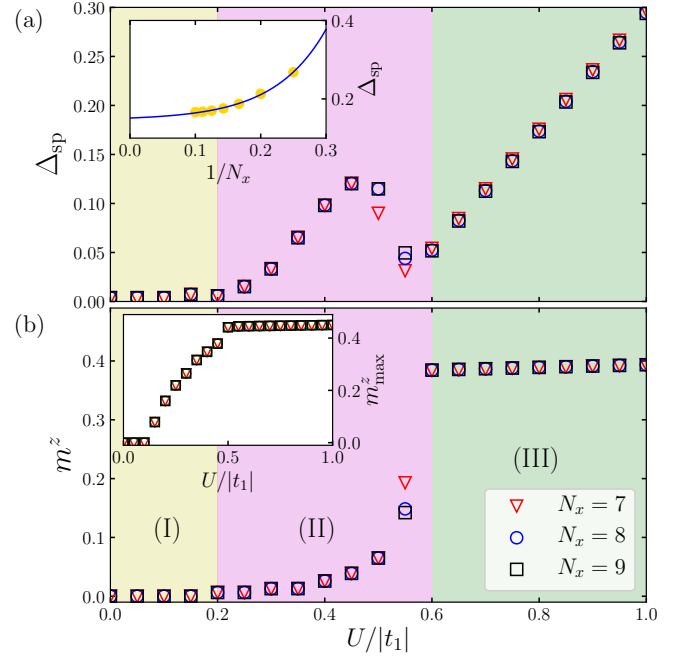 (a)
0.30
0.25
0.20
0.15
0.10
0.05
0.00
Δsp
0.4
0.2
Δsp
0.0 0.1 0.2 0.3
1/Nx
(b)
0.4
0.3
0.2
0.1
0.0
m^z
0.4
0.2
0.0
m^z_max
0.0 0.5 1.0
U/|t1|
(I)
(II)
(III)
Nx = 7
Nx = 8
Nx = 9
0.0 0.2 0.4 0.6 0.8 1.0
U/|t1|